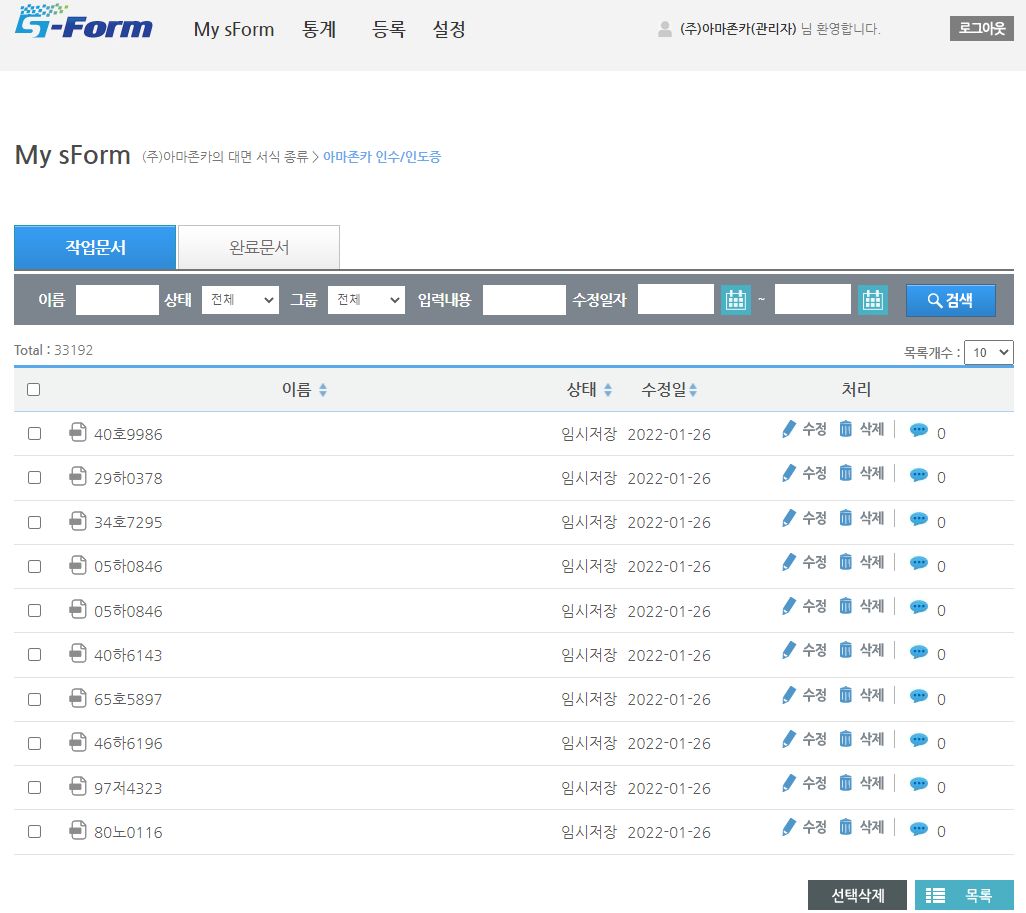 S-Form My sForm 통계 등록 설정 (주)아마존카(관리자) 님 환영합니다. 로그아웃
My sForm (주)아마존카의 대면 서식 종류 > 아마존카 인수/인도증
작업문서 완료문서
이름 상태 전체 그룹 전체 입력내용 수정일자 ~ 검색
Total : 33192 목록개수 : 10
이름 상태 수정일 처리
40호9986 임시저장 2022-01-26 수정 삭제 0
29하0378 임시저장 2022-01-26 수정 삭제 0
34호7295 임시저장 2022-01-26 수정 삭제 0
05하0846 임시저장 2022-01-26 수정 삭제 0
05하0846 임시저장 2022-01-26 수정 삭제 0
40하6143 임시저장 2022-01-26 수정 삭제 0
65호5897 임시저장 2022-01-26 수정 삭제 0
46하6196 임시저장 2022-01-26 수정 삭제 0
97저4323 임시저장 2022-01-26 수정 삭제 0
80노0116 임시저장 2022-01-26 수정 삭제 0
선택삭제 목록